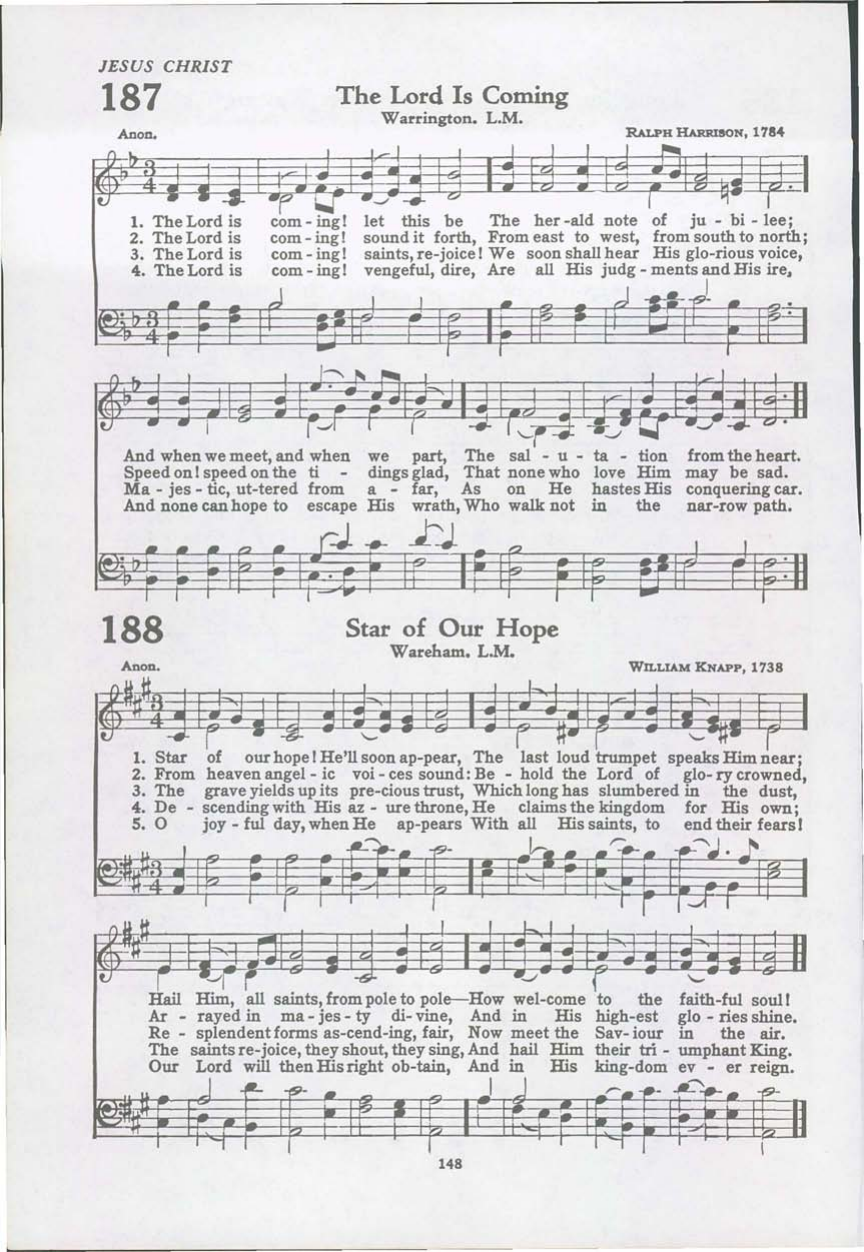 JESUS CHRIST
187
The Lord Is Coming
Warrington. L.M.
Anon.
RALPH HARRISON, 1784
3
4
1. The Lord is com - ing! let this be The her - ald note of ju - bi - lee;
2. The Lord is com - ing! sound it forth, From east to west, from south to north;
3. The Lord is com - ing! saints, re-joice! We soon shall hear His glo-rious voice,
4. The Lord is com - ing! vengeful, dire, Are all His judg - ments and His ire,
3
4
And when we meet, and when we part, The sal - u - ta - tion from the heart.
Speed on! speed on the ti - dings glad, That none who love Him may be sad.
Ma - jes - tic, ut-tered from a - far, As on He hastes His conquering car.
And none can hope to escape His wrath, Who walk not in the nar-row path.
188
Star of Our Hope
Wareham. L.M.
Anon.
WILLIAM KNAPP, 1738
3
4
1. Star of our hope! He'll soon ap-pear, The last loud trumpet speaks Him near;
2. From heaven angel - ic voi - ces sound: Be - hold the Lord of glo- ry crowned,
3. The grave yields up its pre-cious trust, Which long has slumbered in the dust,
4. De - scending with His az - ure throne, He claims the kingdom for His own;
5. O joy - ful day, when He ap-pears With all His saints, to end their fears!
3
4
Hail Him, all saints, from pole to pole—How wel-come to the faith-ful soul!
Ar - rayed in ma - jes - ty di- vine, And in His high-est glo - ries shine.
Re - splendent forms as-cend-ing, fair, Now meet the Sav- iour in the air.
The saints re-joice, they shout, they sing, And hail Him their tri - umphant King.
Our Lord will then His right ob-tain, And in His king-dom ev - er reign.
148